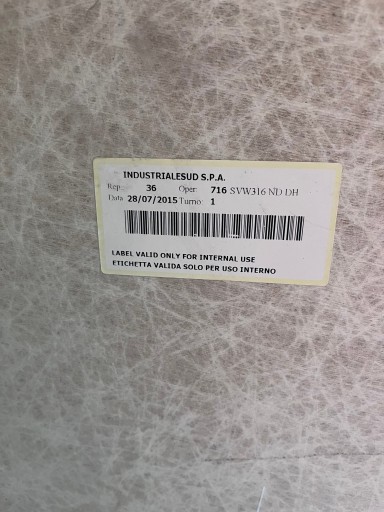 INDUSTRIALESUD S.P.A.
Rep.: 36 Oper: 716 SVW316 ND DH
Data 28/07/2015 Turno: 1
LABEL VALID ONLY FOR INTERNAL USE
ETICHETTA VALIDA SOLO PER USO INTERNO